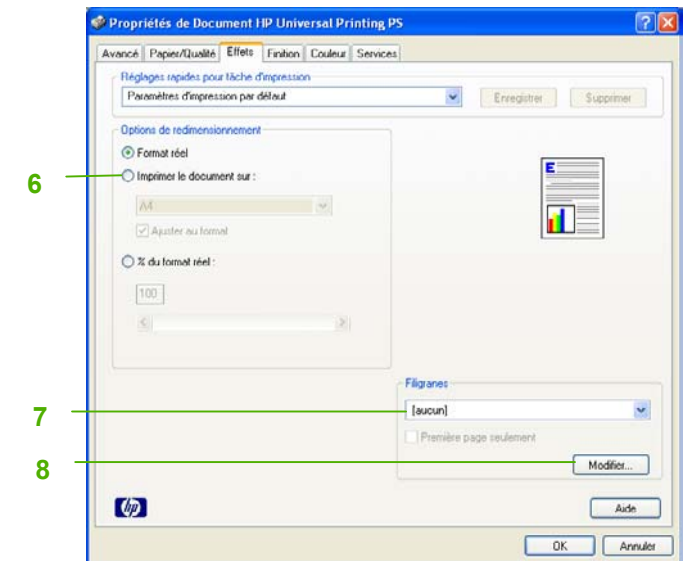 Propriétés de Document HP Universal Printing PS
Avancé Papier/Qualité Effets Finition Couleur Services
Réglages rapides pour tâche d'impression
Paramètres d'impression par défaut Enregistrer Supprimer
Options de redimensionnement
Format réel
6 Imprimer le document sur :
A4
Ajuster au format
% du format réel :
100
E
Filigranes
7 [aucun]
Première page seulement
8 Modifier...
hp Aide
OK Annuler